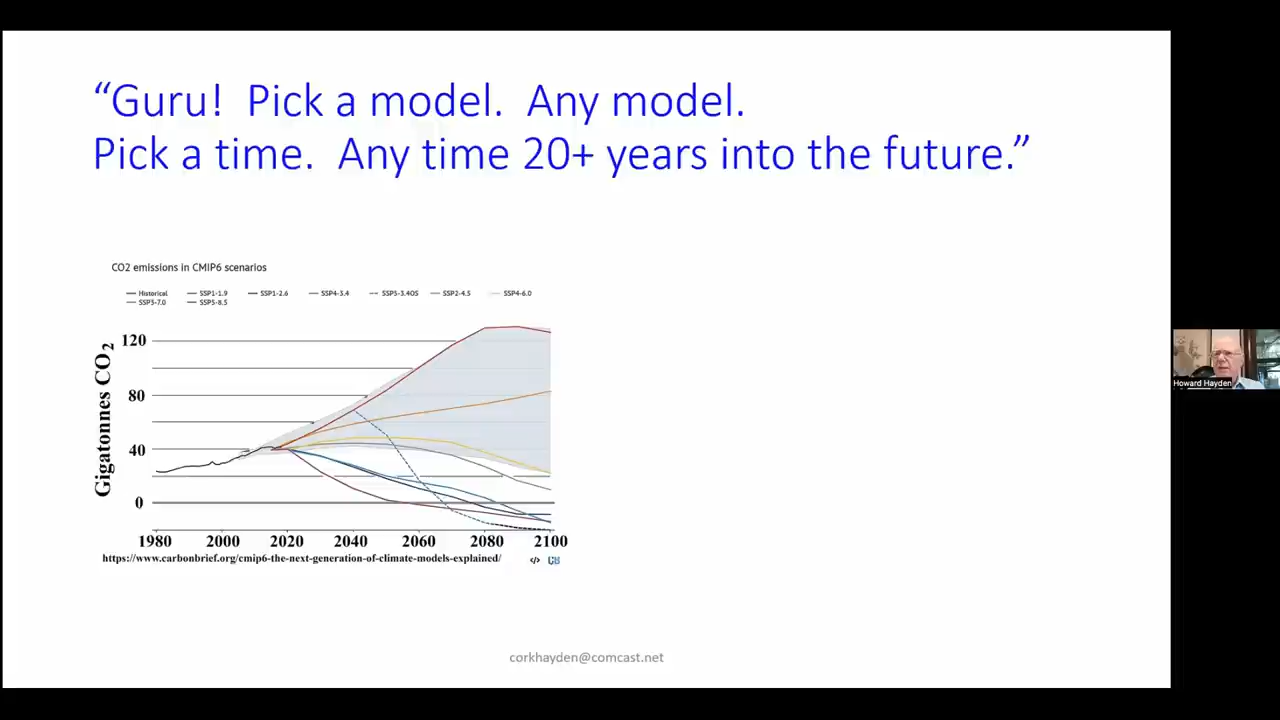 “Guru!  Pick a model.  Any model.
Pick a time.  Any time 20+ years into the future.”
CO2 emissions in CMIP6 scenarios
Historical SSP1-1.9 SSP1-2.6 SSP4-3.4 SSP5-3.4OS SSP2-4.5 SSP4-6.0
SSP3-7.0 SSP5-8.5
Gigatonnes CO2
120
80
40
0
1980 2000 2020 2040 2060 2080 2100
https://www.carbonbrief.org/cmip6-the-next-generation-of-climate-models-explained/
</> CB
corkhayden@comcast.net
Howard Hayden